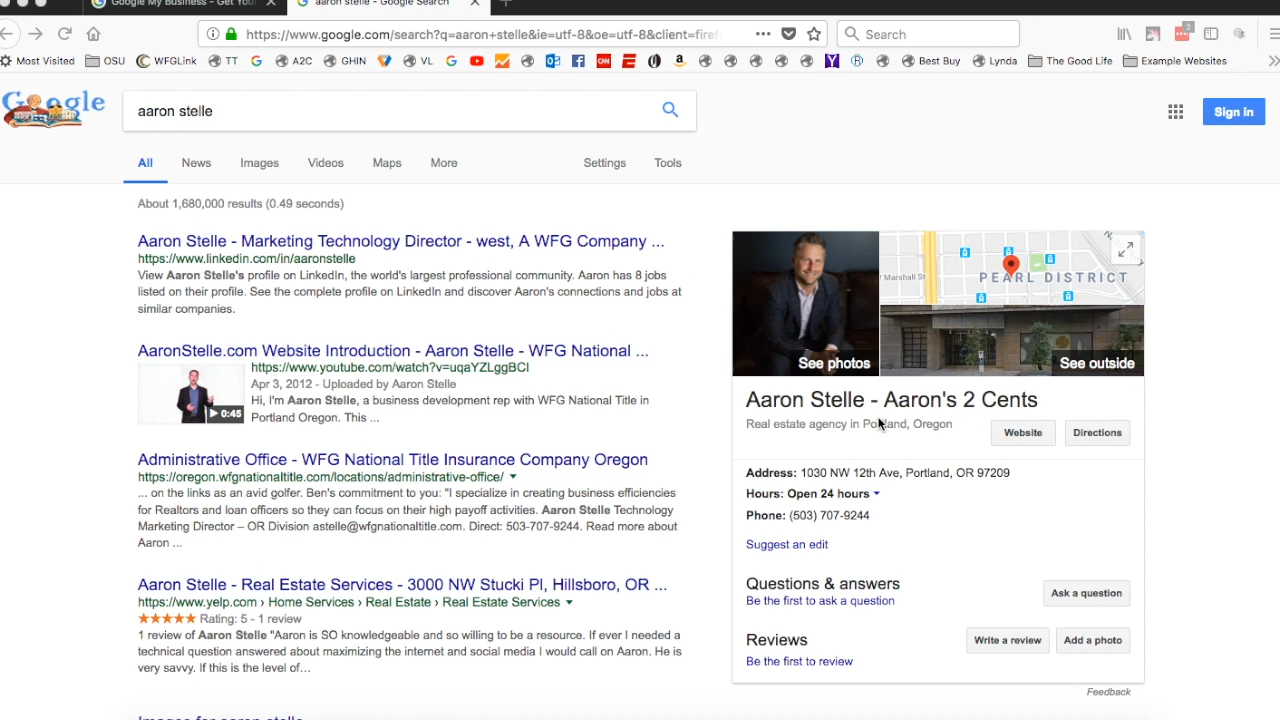 Google My Business - Get Your
aaron stelle - Google Search
https://www.google.com/search?q=aaron+stelle&ie=utf-8&oe=utf-8&client=firef
Search
2
Most Visited
OSU
WFGLink
TT
A2C
GHIN
VL
Best Buy
Lynda
The Good Life
Example Websites
Google
aaron stelle
Sign in
All News Images Videos Maps More Settings Tools
About 1,680,000 results (0.49 seconds)
Aaron Stelle - Marketing Technology Director - west, A WFG Company ...
https://www.linkedin.com/in/aaronstelle
View Aaron Stelle's profile on LinkedIn, the world's largest professional community. Aaron has 8 jobs
listed on their profile. See the complete profile on LinkedIn and discover Aaron's connections and jobs at
similar companies.
AaronStelle.com Website Introduction - Aaron Stelle - WFG National ...
https://www.youtube.com/watch?v=uqaYZLggBCI
Apr 3, 2012 - Uploaded by Aaron Stelle
Hi, I'm Aaron Stelle, a business development rep with WFG National Title in
Portland Oregon. This ...
0:45
Administrative Office - WFG National Title Insurance Company Oregon
https://oregon.wfgnationaltitle.com/locations/administrative-office/
... on the links as an avid golfer. Ben's commitment to you: "I specialize in creating business efficiencies
for Realtors and loan officers so they can focus on their high payoff activities. Aaron Stelle Technology
Marketing Director – OR Division astelle@wfgnationaltitle.com. Direct: 503-707-9244. Read more about
Aaron ...
Aaron Stelle - Real Estate Services - 3000 NW Stucki Pl, Hillsboro, OR ...
https://www.yelp.com › Home Services › Real Estate › Real Estate Services
Rating: 5 - 1 review
1 review of Aaron Stelle "Aaron is SO knowledgeable and so willing to be a resource. If ever I needed a
technical question answered about maximizing the internet and social media I would call on Aaron. He is
very savvy. If this is the level of...
Images for aaron stelle
Marshall St
PEARL DISTRICT
See photos
See outside
Aaron Stelle - Aaron's 2 Cents
Real estate agency in Portland, Oregon
Website
Directions
Address: 1030 NW 12th Ave, Portland, OR 97209
Hours: Open 24 hours
Phone: (503) 707-9244
Suggest an edit
Questions & answers
Be the first to ask a question
Ask a question
Reviews
Be the first to review
Write a review
Add a photo
Feedback